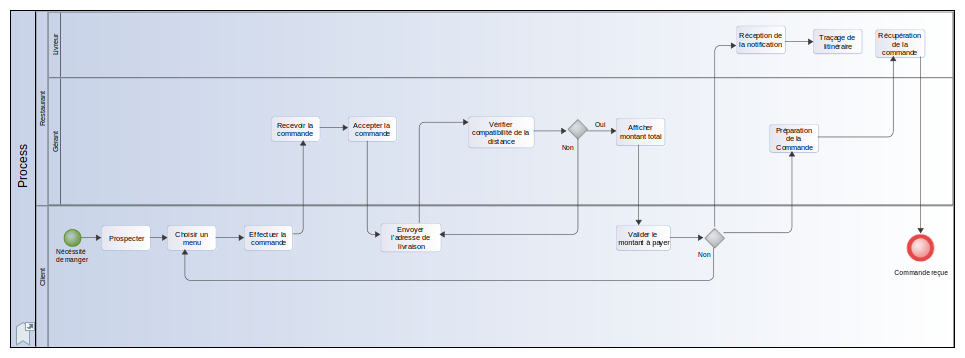 Process
Restaurant
Livreur
Réception de
la notification
Traçage de
litinéraire
Récupération
de la
commande
Gérant
Recevoir la
commande
Accepter la
commande
Vérifier
compatibilité de la
distance
Oui
Non
Afficher
montant total
Préparation
de la
Commande
Client
Nécéssité
de manger
Prospecter
Choisir un
menu
Effectuer la
commande
Envoyer
l'adresse de
livraison
Valider le
montant à payer
Non
Commande reçue